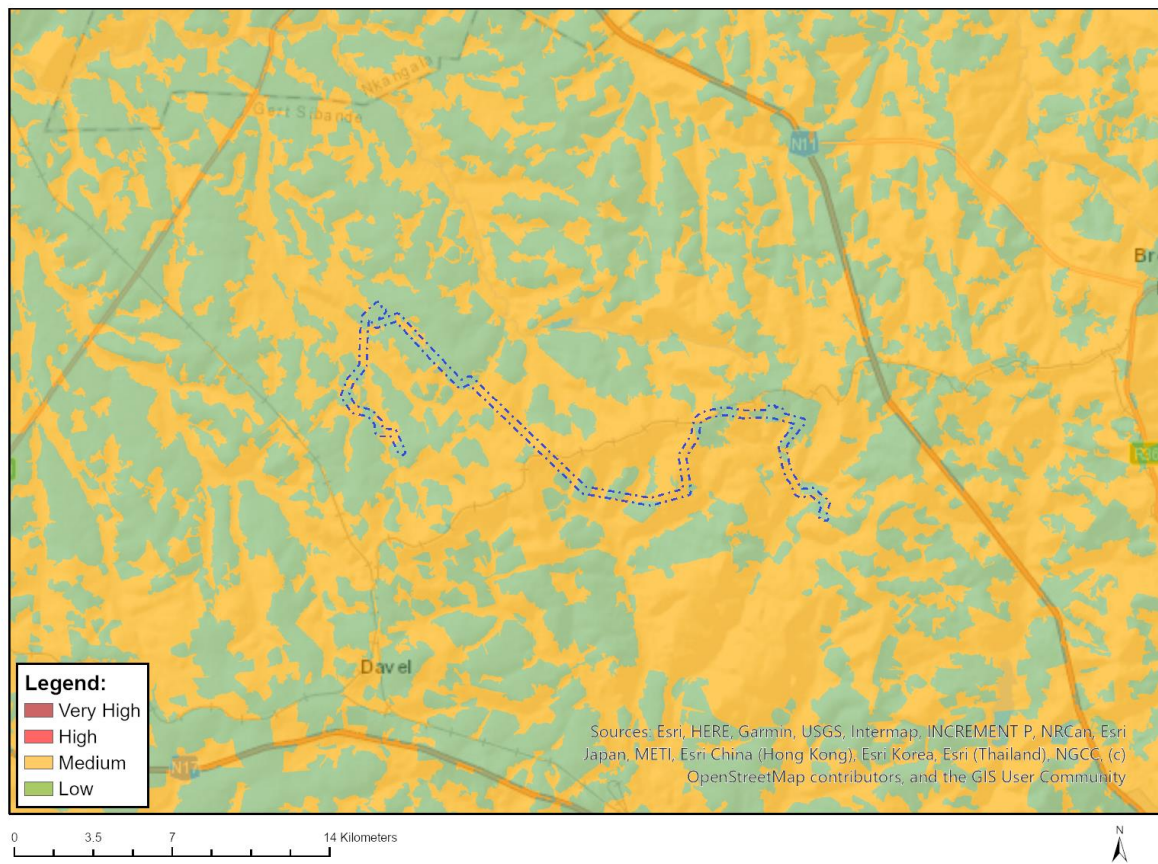 Nkangala
Gert Sibande
N11
Bre
R36
Davel
N17
Legend:
Very High
High
Medium
Low
Sources: Esri, HERE, Garmin, USGS, Intermap, INCREMENT P, NRCan, Esri
Japan, METI, Esri China (Hong Kong), Esri Korea, Esri (Thailand), NGCC, (c)
OpenStreetMap contributors, and the GIS User Community
0 3.5 7 14 Kilometers
N